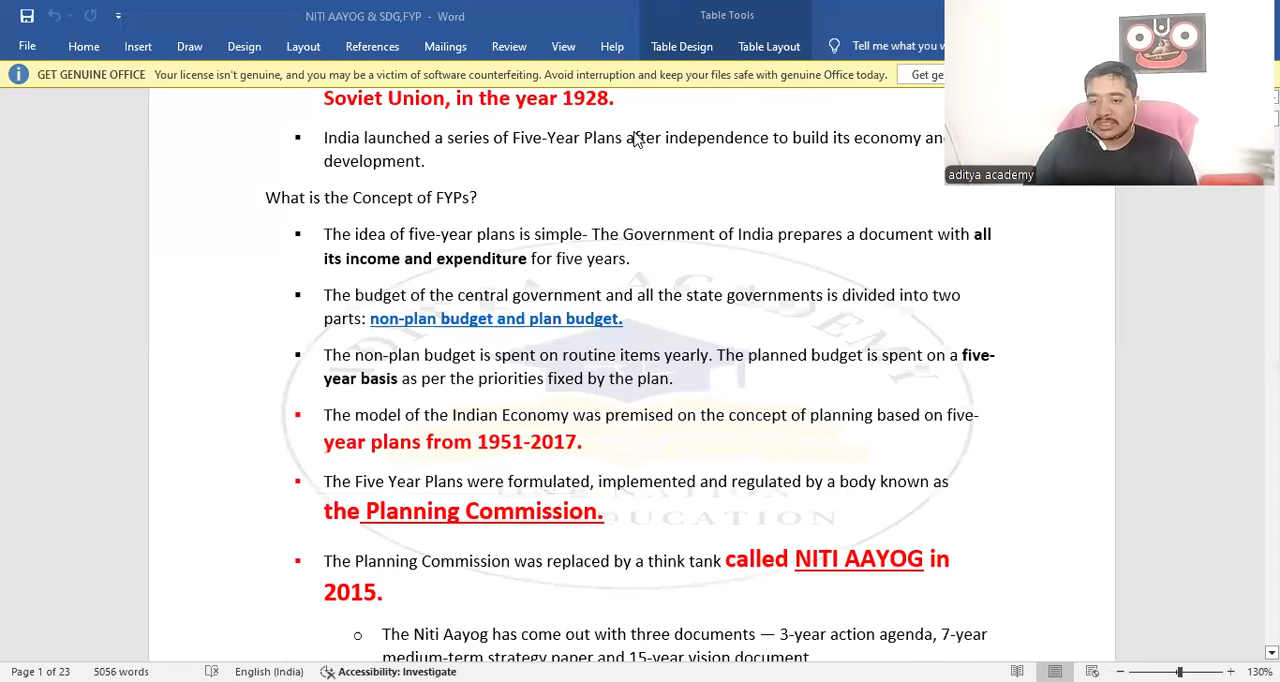 NITI AAYOG & SDG,FYP - Word
Table Tools
File Home Insert Draw Design Layout References Mailings Review View Help Table Design Table Layout Tell me what you w
GET GENUINE OFFICE Your license isn't genuine, and you may be a victim of software counterfeiting. Avoid interruption and keep your files safe with genuine Office today. Get ge
aditya academy
Soviet Union, in the year 1928.
▪ India launched a series of Five-Year Plans after independence to build its economy an
development.
What is the Concept of FYPs?
▪ The idea of five-year plans is simple- The Government of India prepares a document with all
its income and expenditure for five years.
▪ The budget of the central government and all the state governments is divided into two
parts: non-plan budget and plan budget.
▪ The non-plan budget is spent on routine items yearly. The planned budget is spent on a five-
year basis as per the priorities fixed by the plan.
▪ The model of the Indian Economy was premised on the concept of planning based on five-
year plans from 1951-2017.
▪ The Five Year Plans were formulated, implemented and regulated by a body known as
the Planning Commission.
▪ The Planning Commission was replaced by a think tank called NITI AAYOG in
2015.
o The Niti Aayog has come out with three documents — 3-year action agenda, 7-year
medium-term strategy paper and 15-year vision document.
EDUCATION
Page 1 of 23 5056 words English (India) Accessibility: Investigate 130%